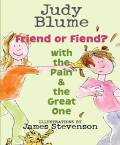 Judy
Blume
Friend or Fiend?
with
the
Pain
& the
Great
One
ILLUSTRATIONS BY
James Stevenson